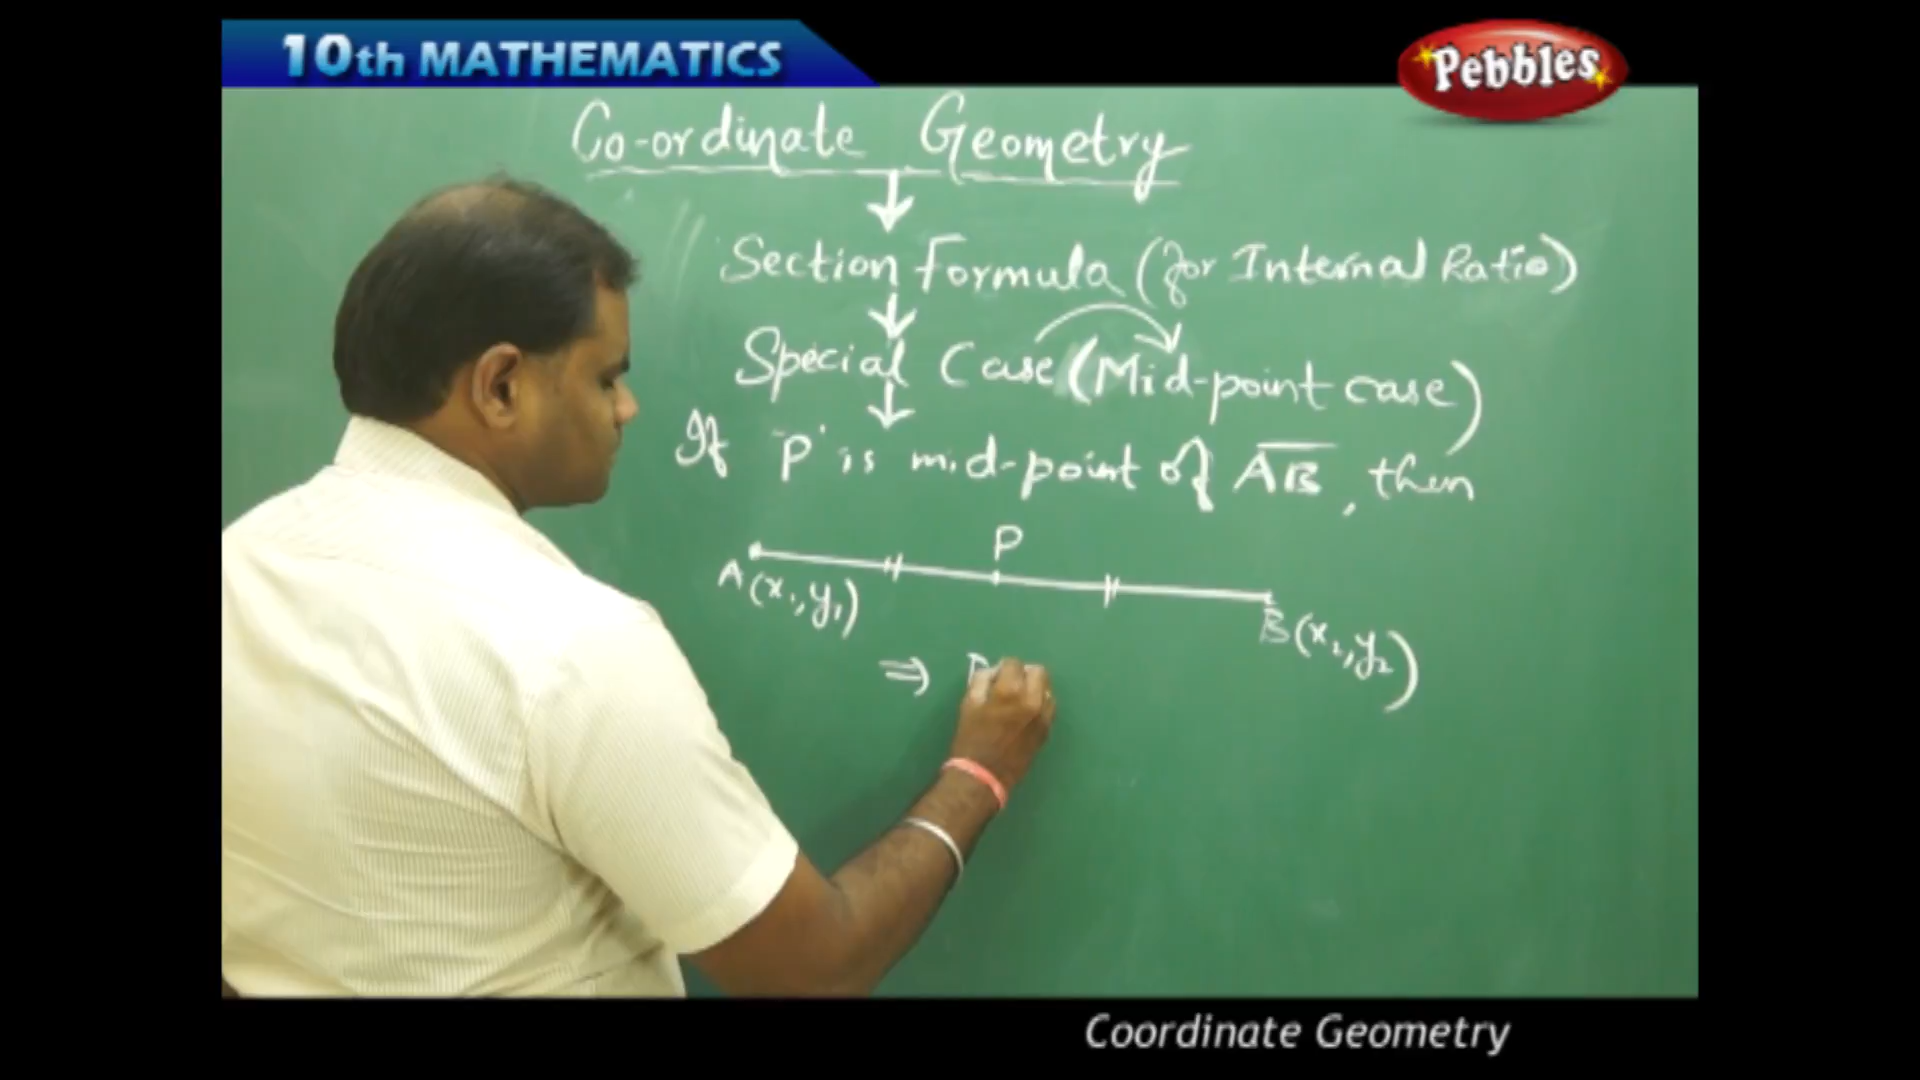 10th MATHEMATICS
Pebbles
Co-ordinate Geometry
Section Formula (for Internal Ratio)
Special Case (Mid-point case)
If 'P' is mid-point of AB, then
P
A(x₁, y₁)
B(x₂, y₂)
⇒ P
Coordinate Geometry